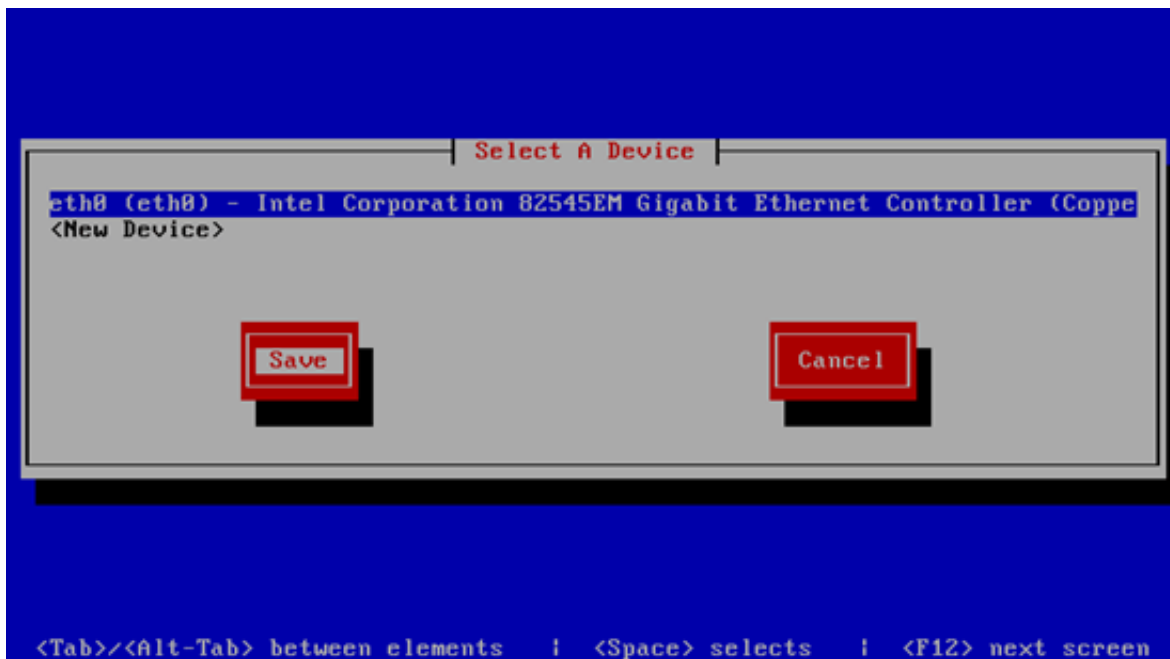 Select A Device
eth0 (eth0) - Intel Corporation 82545EM Gigabit Ethernet Controller (Coppe
<New Device>
Save
Cancel
<Tab>/<Alt-Tab> between elements | <Space> selects | <F12> next screen